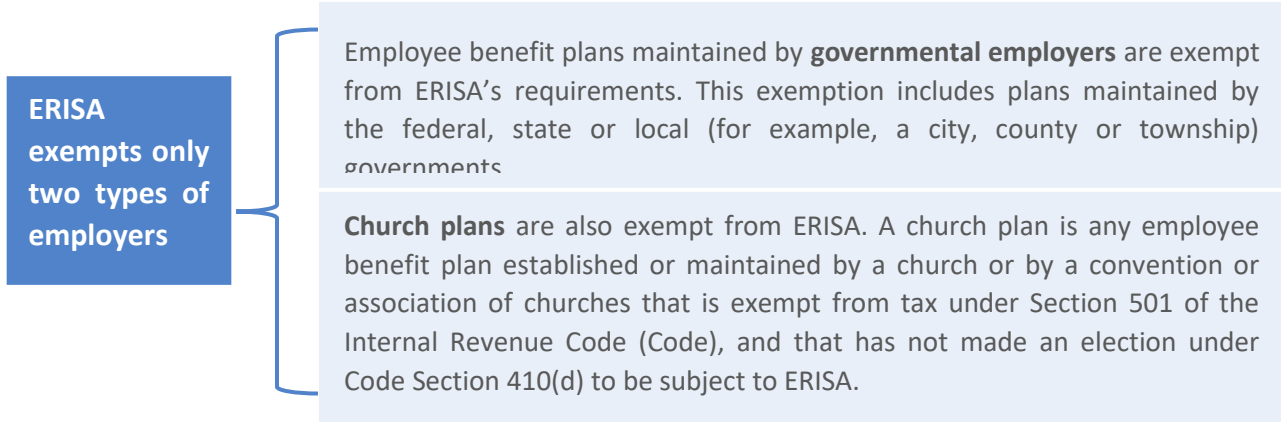 ERISA
exempts only
two types of
employers
Employee benefit plans maintained by governmental employers are exempt
from ERISA’s requirements. This exemption includes plans maintained by
the federal, state or local (for example, a city, county or township)
governments
Church plans are also exempt from ERISA. A church plan is any employee
benefit plan established or maintained by a church or by a convention or
association of churches that is exempt from tax under Section 501 of the
Internal Revenue Code (Code), and that has not made an election under
Code Section 410(d) to be subject to ERISA.